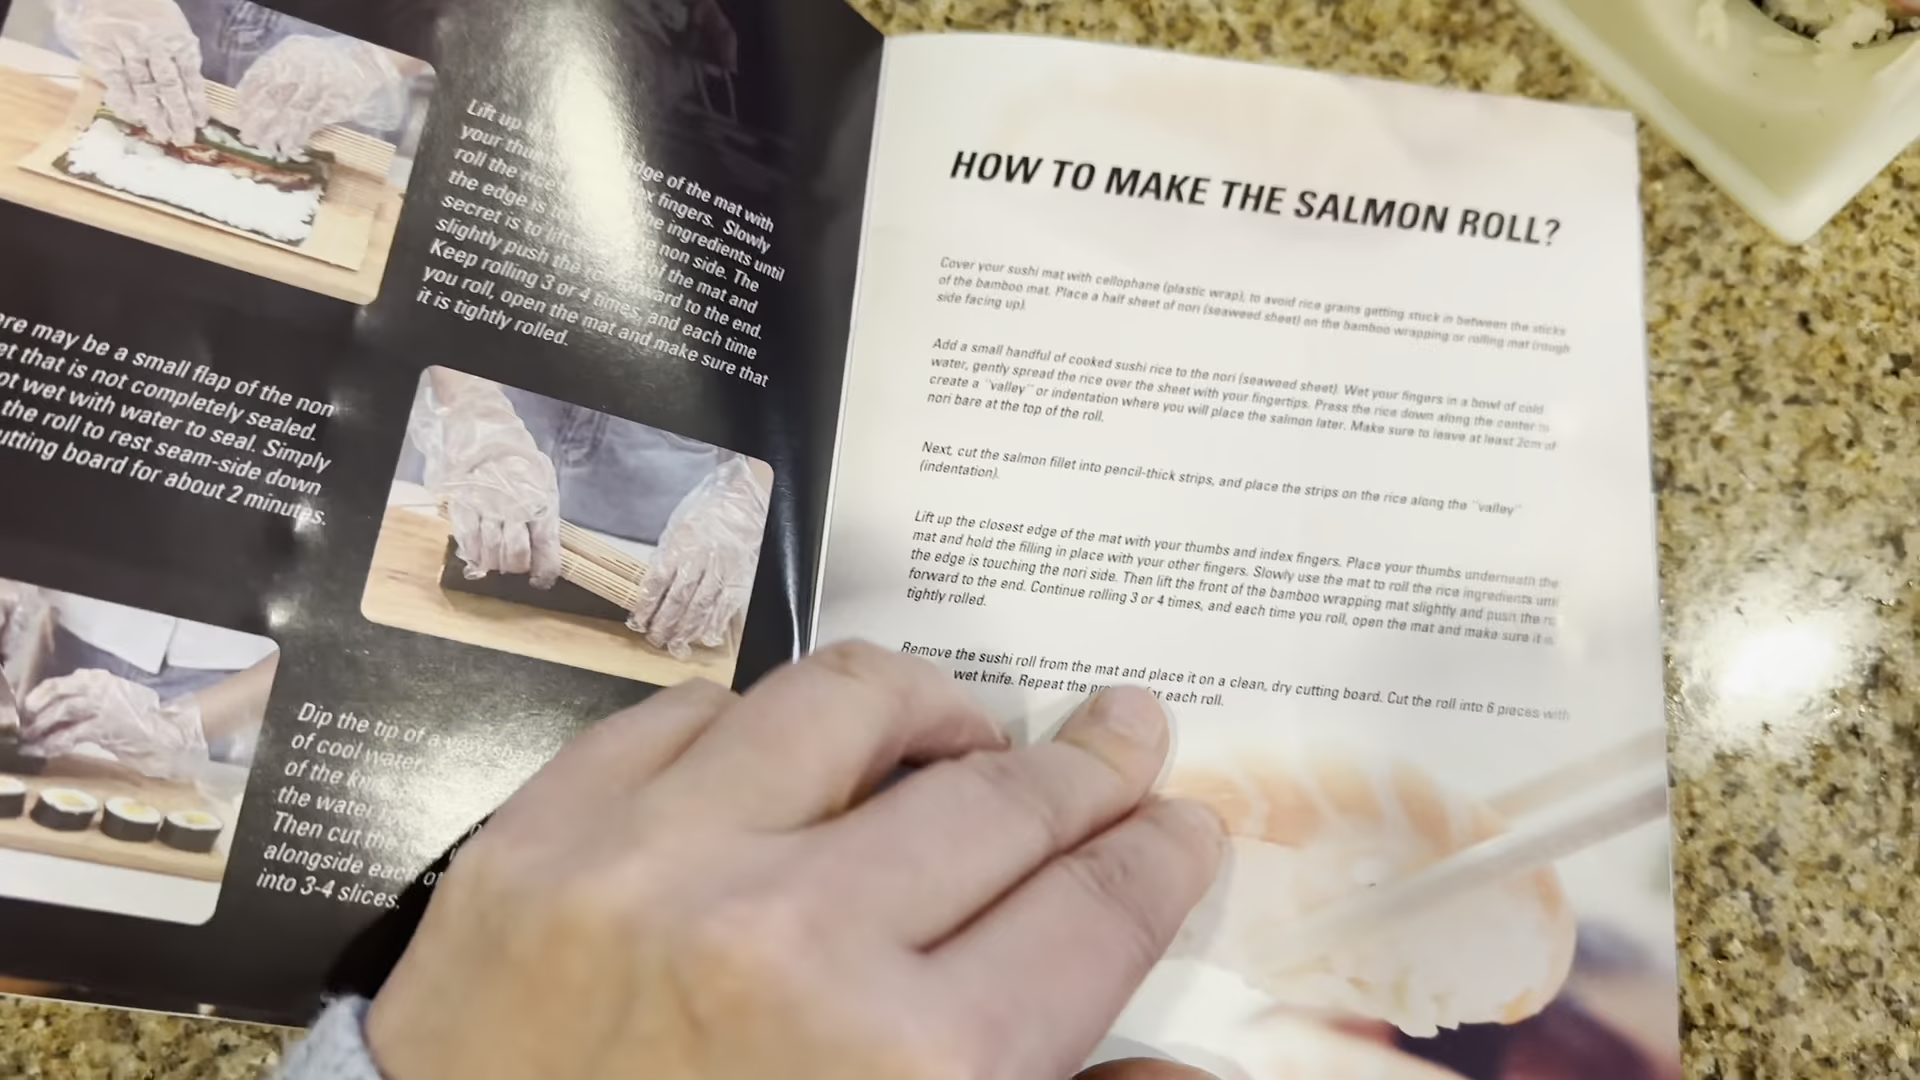 Lift up
your dge of the mat with
roll the rice fingers. Slowly
the edge is the ingredients until
secret is to lift non side. The
slightly push the of the mat and
Keep rolling 3 or 4 times, and each time to the end.
you roll, open the mat and make sure that
it is tightly rolled.
may be a small flap of the non
that is not completely sealed.
wet with water to seal. Simply
the roll to rest seam-side down
cutting board for about 2 minutes.
Dip the tip of a
of cool water
of the
the water
Then cut the
alongside each
into 3-4 slices.
HOW TO MAKE THE SALMON ROLL?
Cover your sushi mat with cellophane (plastic wrap), to avoid rice grains getting stuck in between the sticks
of the bamboo mat. Place a half sheet of nori (seaweed sheet) on the bamboo wrapping or rolling mat (rough
side facing up).
Add a small handful of cooked sushi rice to the nori (seaweed sheet). Wet your fingers in a bowl of cold
water, gently spread the rice over the sheet with your fingertips. Press the rice down along the center to
create a "valley" or indentation where you will place the salmon later. Make sure to leave at least 2cm of
nori bare at the top of the roll.
Next, cut the salmon fillet into pencil-thick strips, and place the strips on the rice along the "valley"
(indentation).
Lift up the closest edge of the mat with your thumbs and index fingers. Place your thumbs underneath the
mat and hold the filling in place with your other fingers. Slowly use the mat to roll the rice ingredients until
the edge is touching the nori side. Then lift the front of the bamboo wrapping mat slightly and push the
forward to the end. Continue rolling 3 or 4 times, and each time you roll, open the mat and make sure it is
tightly rolled.
Remove the sushi roll from the mat and place it on a clean, dry cutting board. Cut the roll into 6 pieces with
wet knife. Repeat the for each roll.